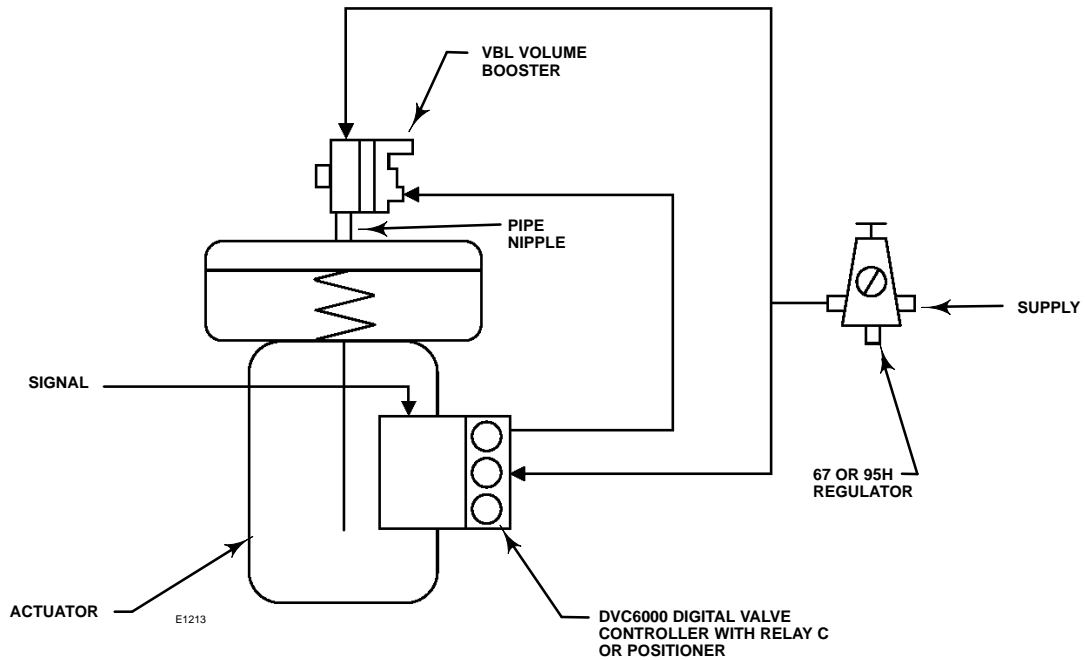 VBL VOLUME
BOOSTER
PIPE
NIPPLE
SUPPLY
SIGNAL
67 OR 95H
REGULATOR
ACTUATOR
E1213
DVC6000 DIGITAL VALVE
CONTROLLER WITH RELAY C
OR POSITIONER